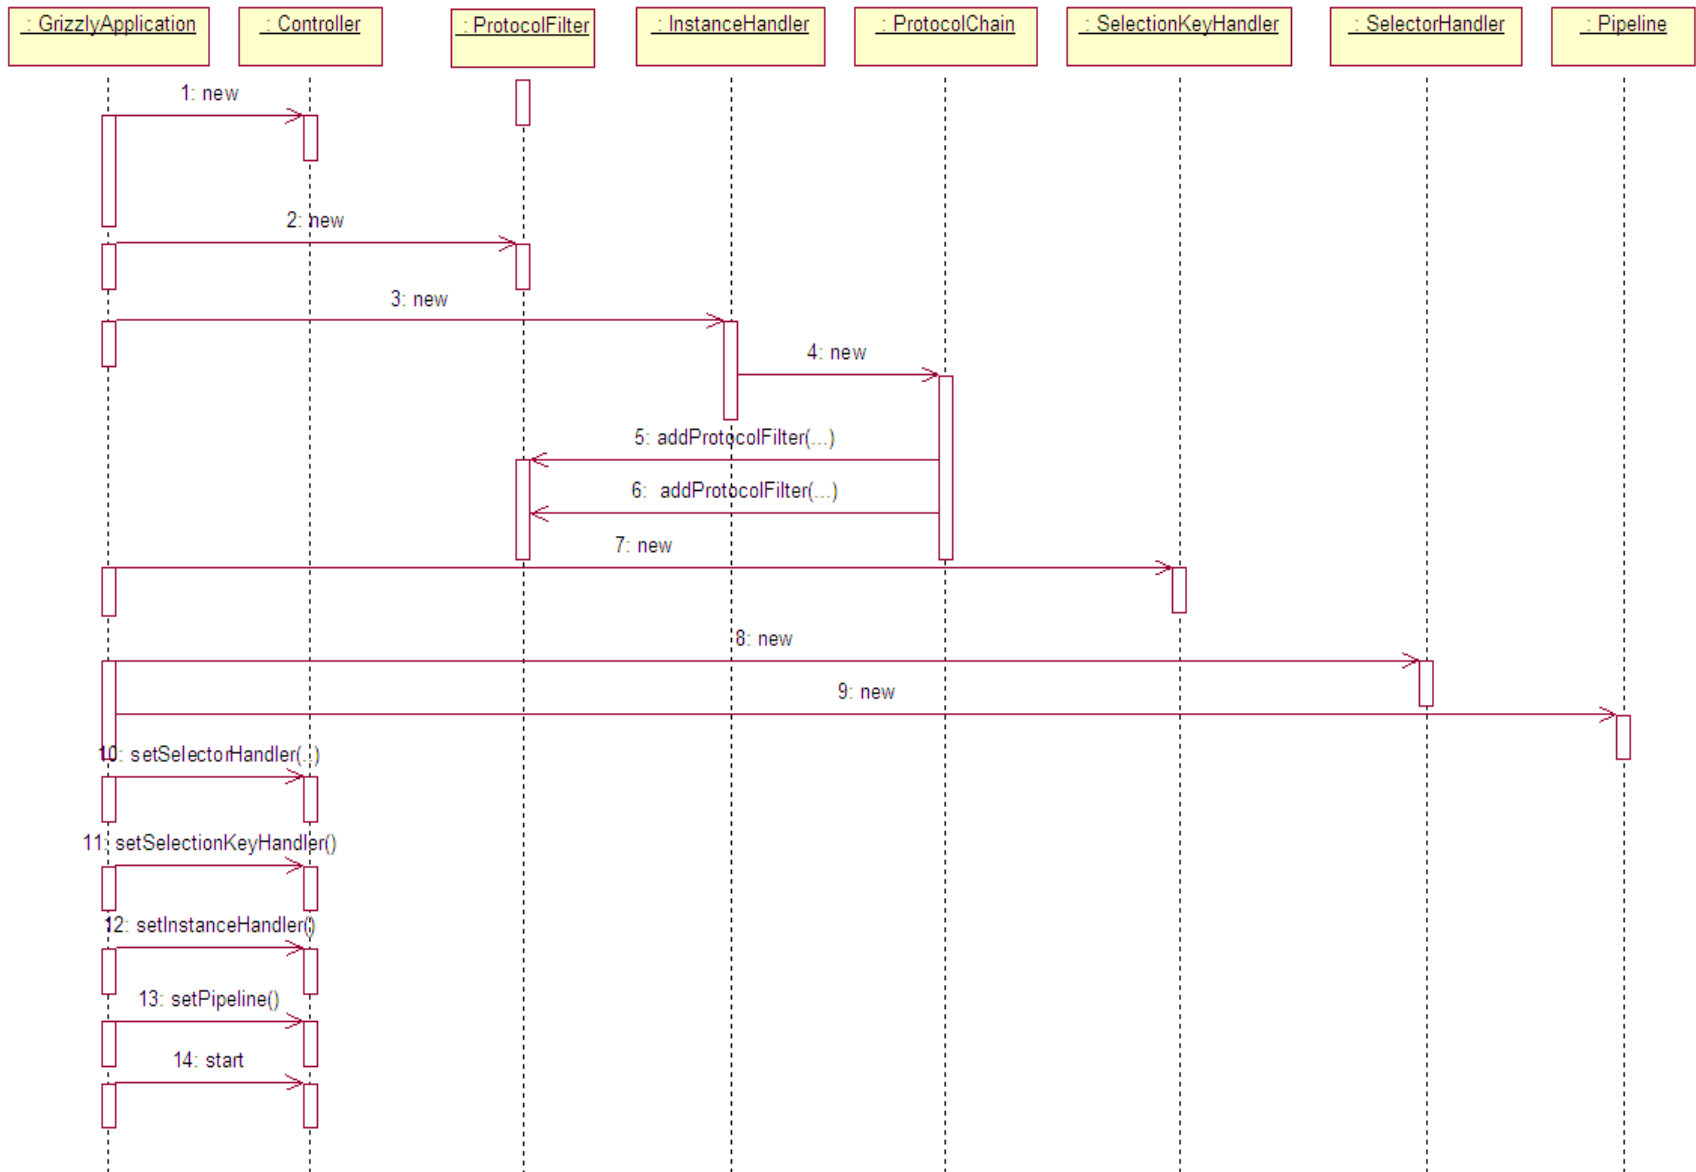 : GrizzlyApplication
: Controller
: ProtocolFilter
: InstanceHandler
: ProtocolChain
: SelectionKeyHandler
: SelectorHandler
: Pipeline
1: new
2: new
3: new
4: new
5: addProtocolFilter(...)
6: addProtocolFilter(...)
7: new
8: new
9: new
10: setSelectorHandler(..)
11: setSelectionKeyHandler()
12: setInstanceHandler()
13: setPipeline()
14: start